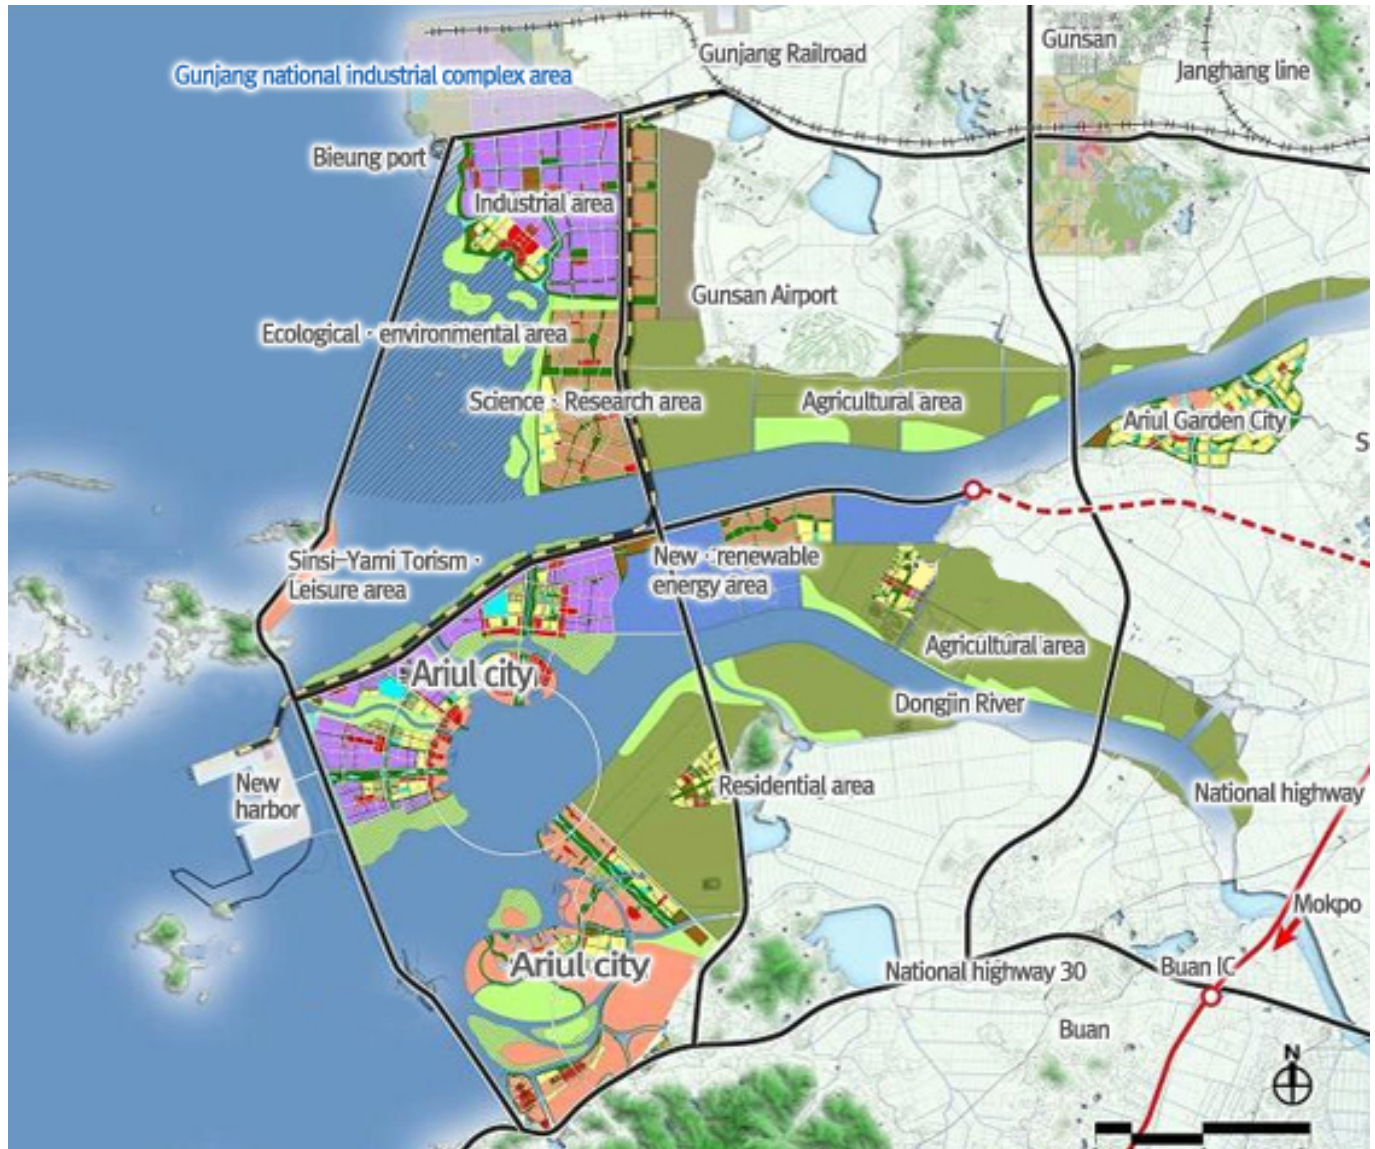 Gunsan
Gunjang Railroad
Janghang line
Gunjang national industrial complex area
Bieung port
Industrial area
Gunsan Airport
Ecological · environmental area
Science · Research area
Agricultural area
Ariul Garden City
S
Sinsi-Yami Torism ·
Leisure area
New · renewable
energy area
Agricultural area
Ariul city
Dongjin River
New
harbor
Residential area
National highway
Mokpo
Ariul city
National highway 30
Buan IC
Buan
N